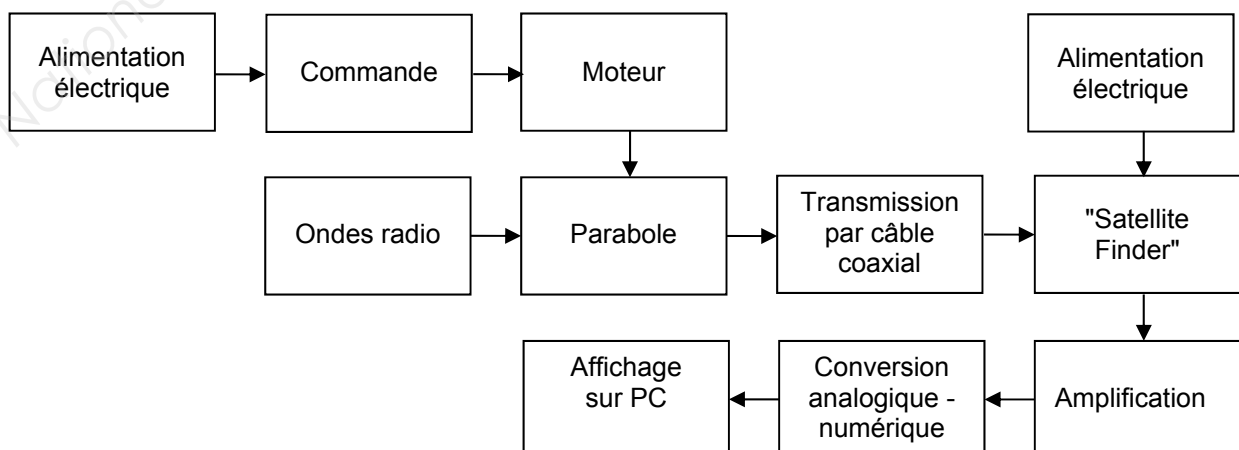 Alimentation
électrique
Commande
Moteur
Alimentation
électrique
Ondes radio
Parabole
Transmission
par câble
coaxial
"Satellite
Finder"
Affichage
sur PC
Conversion
analogique -
numérique
Amplification